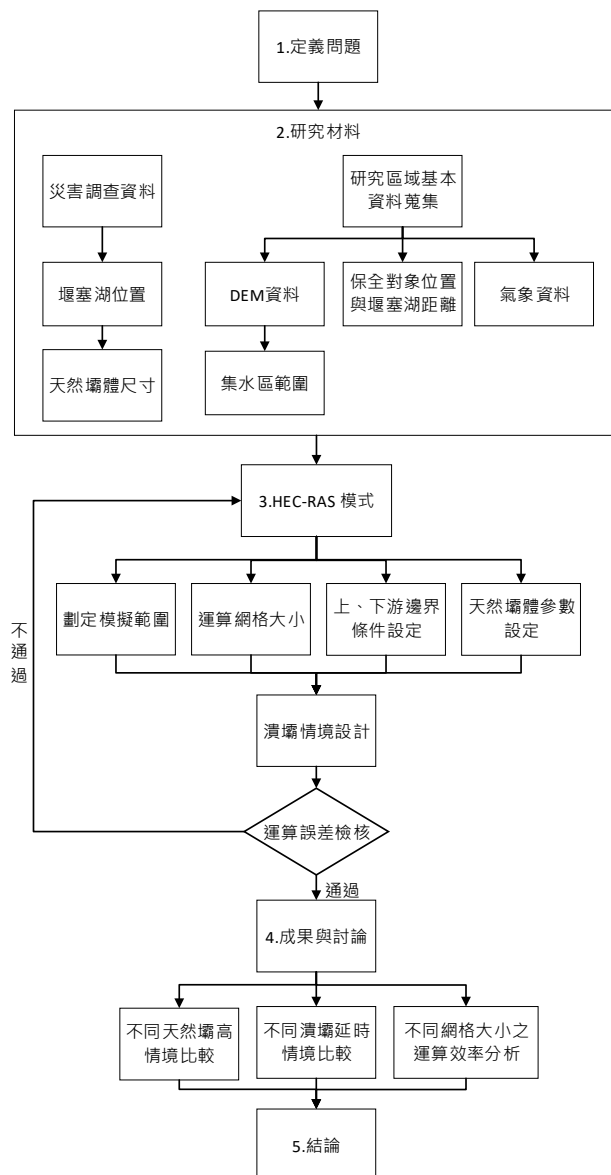 1.定義問題
2.研究材料
災害調查資料
堰塞湖位置
天然壩體尺寸
研究區域基本
資料蒐集
DEM資料
集水區範圍
保全對象位置
與堰塞湖距離
氣象資料
3.HEC-RAS 模式
劃定模擬範圍
運算網格大小
上、下游邊界
條件設定
天然壩體參數
設定
潰壩情境設計
運算誤差檢核
不通過
通過
4.成果與討論
不同天然壩高
情境比較
不同潰壩延時
情境比較
不同網格大小之
運算效率分析
5.結論